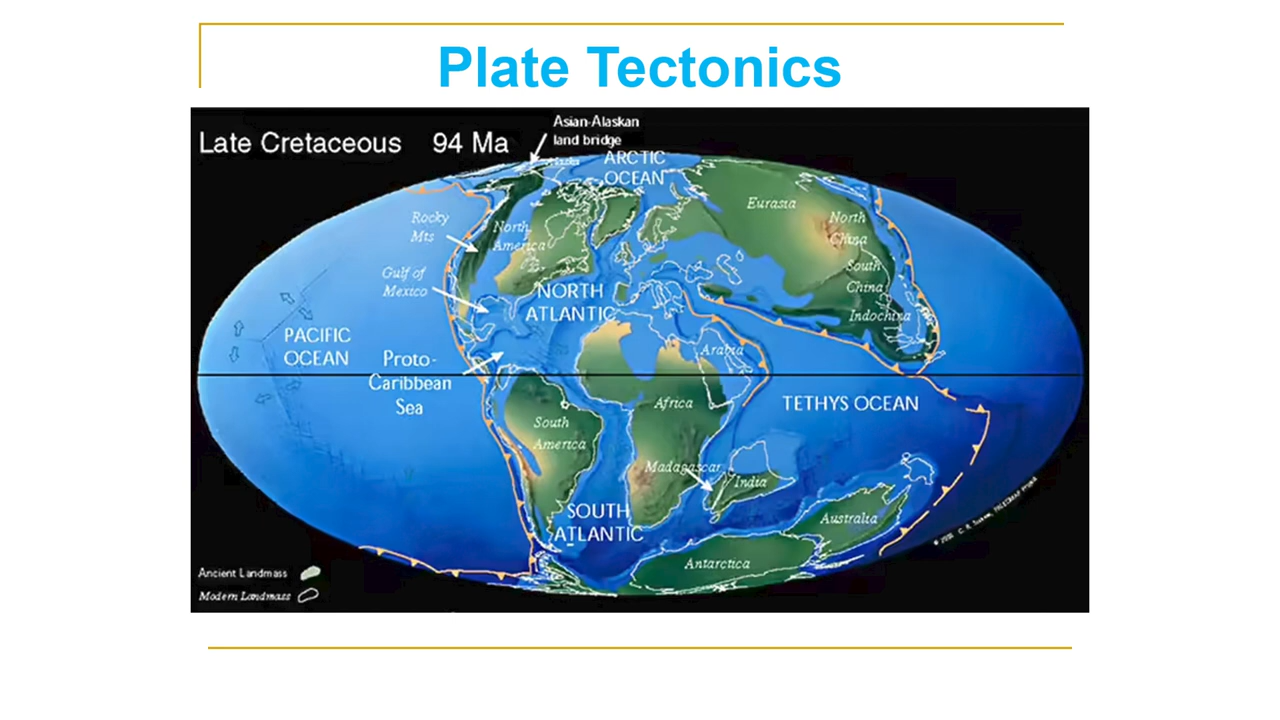 Plate Tectonics
Late Cretaceous 94 Ma
Asian-Alaskan
land bridge
Alaska
ARCTIC
OCEAN
Rocky
Mts
North
America
Eurasia
North
China
South
China
Indochina
Gulf of
Mexico
NORTH
ATLANTIC
PACIFIC
OCEAN
Proto-
Caribbean
Sea
Arabia
Africa
TETHYS OCEAN
South
America
Madagascar
India
SOUTH
ATLANTIC
Australia
Antarctica
Ancient Landmass
Modern Landmass